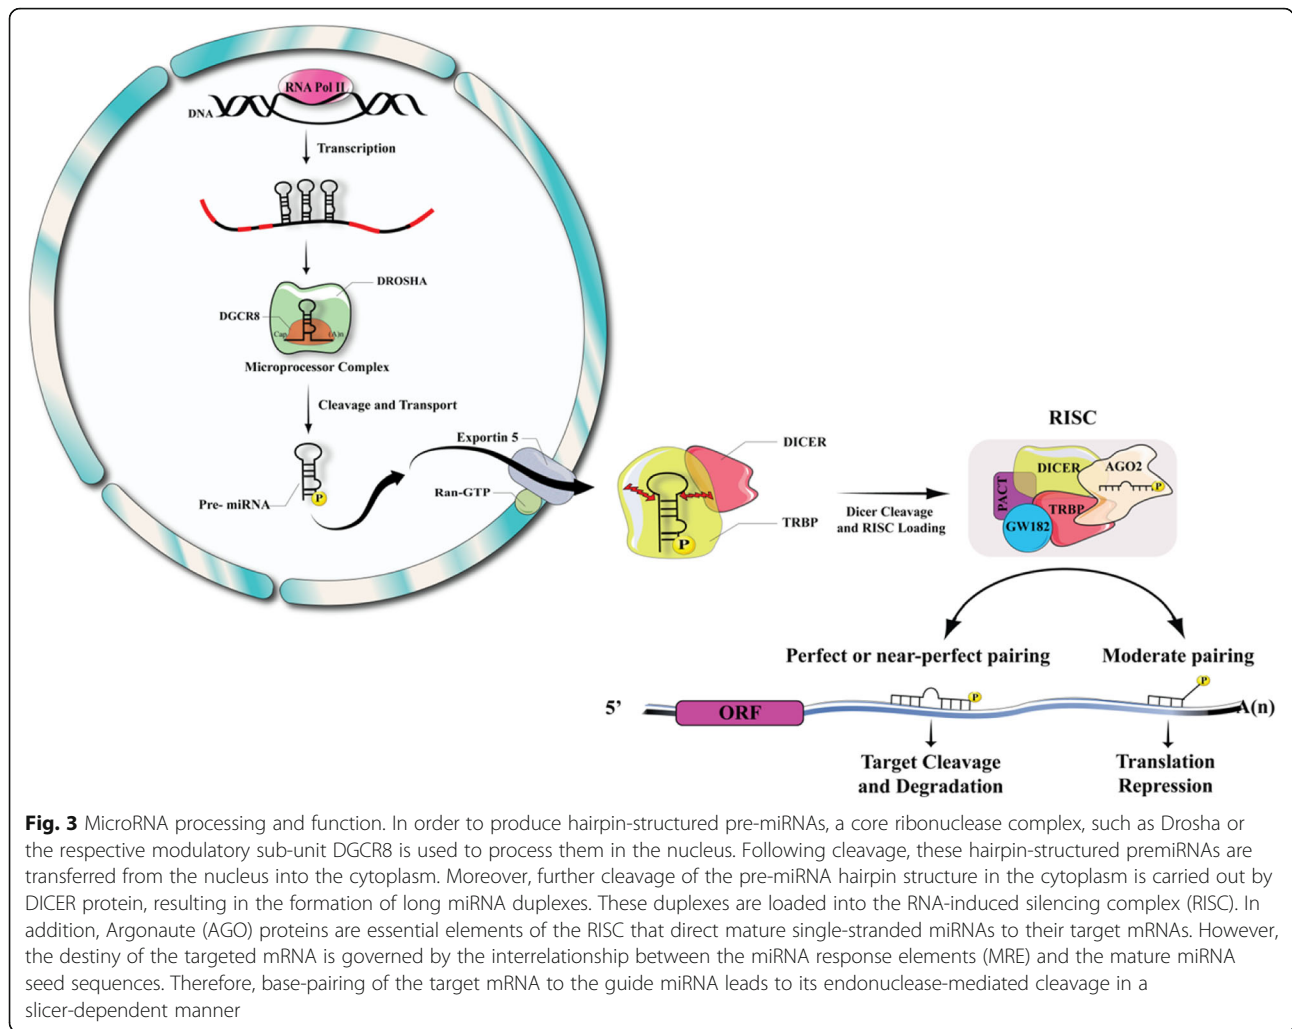 RNA Pol II
DNA
Transcription
DROSHA
DGCR8
Cap
(A)n
Microprocessor Complex
Cleavage and Transport
Exportin 5
Pre- miRNA
P
Ran-GTP
DICER
TRBP
P
Dicer Cleavage
and RISC Loading
RISC
DICER
AGO2
P
PACT
TRBP
GW182
Perfect or near-perfect pairing
Moderate pairing
P
P
5’
ORF
A(n)
Target Cleavage
and Degradation
Translation
Repression
Fig. 3 MicroRNA processing and function. In order to produce hairpin-structured pre-miRNAs, a core ribonuclease complex, such as Drosha or
the respective modulatory sub-unit DGCR8 is used to process them in the nucleus. Following cleavage, these hairpin-structured premiRNAs are
transferred from the nucleus into the cytoplasm. Moreover, further cleavage of the pre-miRNA hairpin structure in the cytoplasm is carried out by
DICER protein, resulting in the formation of long miRNA duplexes. These duplexes are loaded into the RNA-induced silencing complex (RISC). In
addition, Argonaute (AGO) proteins are essential elements of the RISC that direct mature single-stranded miRNAs to their target mRNAs. However,
the destiny of the targeted mRNA is governed by the interrelationship between the miRNA response elements (MRE) and the mature miRNA
seed sequences. Therefore, base-pairing of the target mRNA to the guide miRNA leads to its endonuclease-mediated cleavage in a
slicer-dependent manner